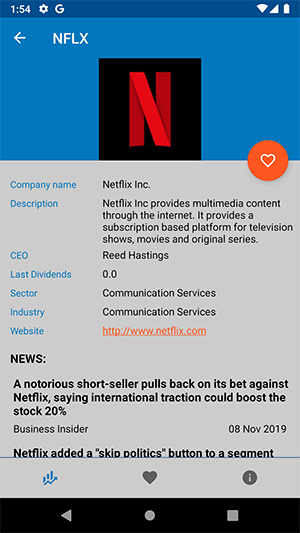 1:54 G
NFLX
N
Company name Netflix Inc.
Description Netflix Inc provides multimedia content
through the internet. It provides a
subscription based platform for television
shows, movies and original series.
CEO Reed Hastings
Last Dividends 0.0
Sector Communication Services
Industry Communication Services
Website http://www.netflix.com
NEWS:
A notorious short-seller pulls back on its bet against
Netflix, saying international traction could boost the
stock 20%
Business Insider 08 Nov 2019
Netflix added a "skip politics" button to a segment